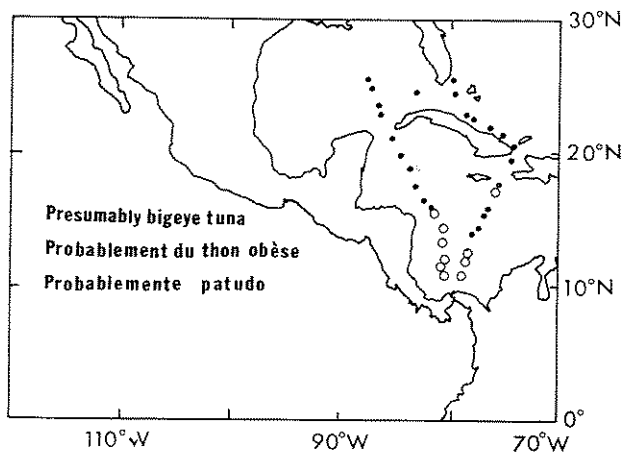 30°N
20°N
Presumably bigeye tuna
Probablement du thon obèse
Probablemente patudo
10°N
0°
110°W
90°W
70°W